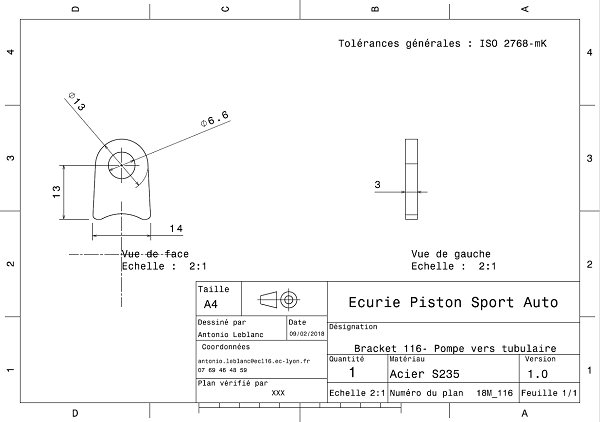 D C B A
4 4
Tolérances générales : ISO 2768-mK
⌀13
⌀6.6
3 3
13
3
14
Vue de face
Echelle : 2:1
Vue de gauche
Echelle : 2:1
2 2
Taille
A4
Ecurie Piston Sport Auto
Dessiné par
Antonio Leblanc
Date
09/02/2018
Désignation
Bracket 116- Pompe vers tubulaire
Coordonnées
antonio.leblanc@ecl16.ec-lyon.fr
07 69 46 48 59
Quantité
1
Matériau
Acier S235
Version
1.0
1 1
Plan vérifié par
XXX
Echelle 2:1
Numéro du plan 18M_116
Feuille 1/1
D A